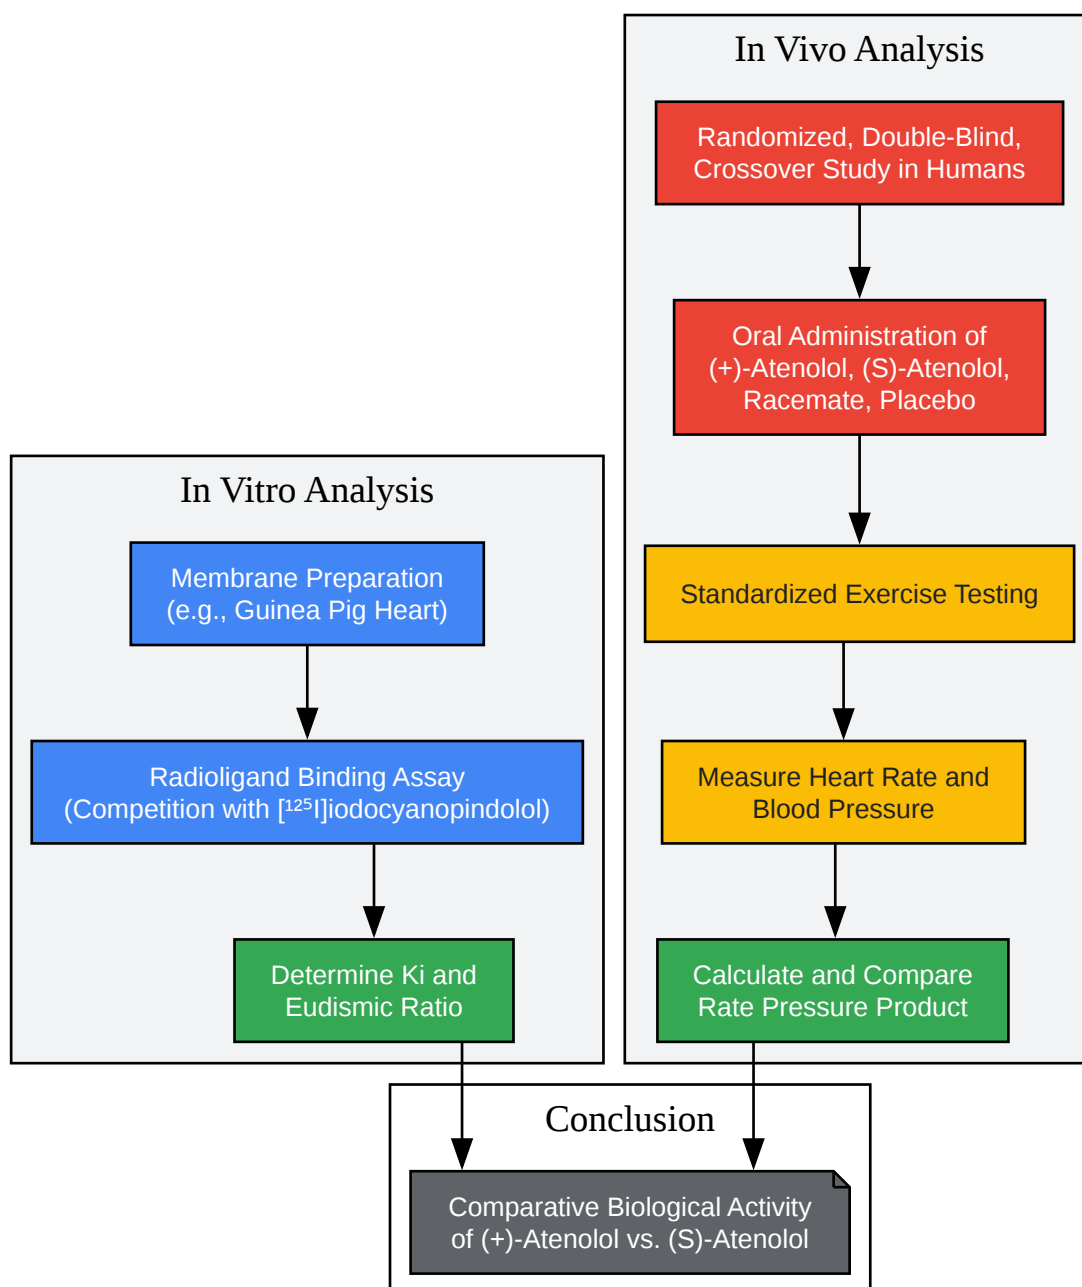 In Vivo Analysis
Randomized, Double-Blind,
Crossover Study in Humans
Oral Administration of
(+)-Atenolol, (S)-Atenolol,
Racemate, Placebo
Standardized Exercise Testing
Measure Heart Rate and
Blood Pressure
Calculate and Compare
Rate Pressure Product
In Vitro Analysis
Membrane Preparation
(e.g., Guinea Pig Heart)
Radioligand Binding Assay
(Competition with [¹²⁵I]iodocyanopindolol)
Determine Ki and
Eudismic Ratio
Conclusion
Comparative Biological Activity
of (+)-Atenolol vs. (S)-Atenolol